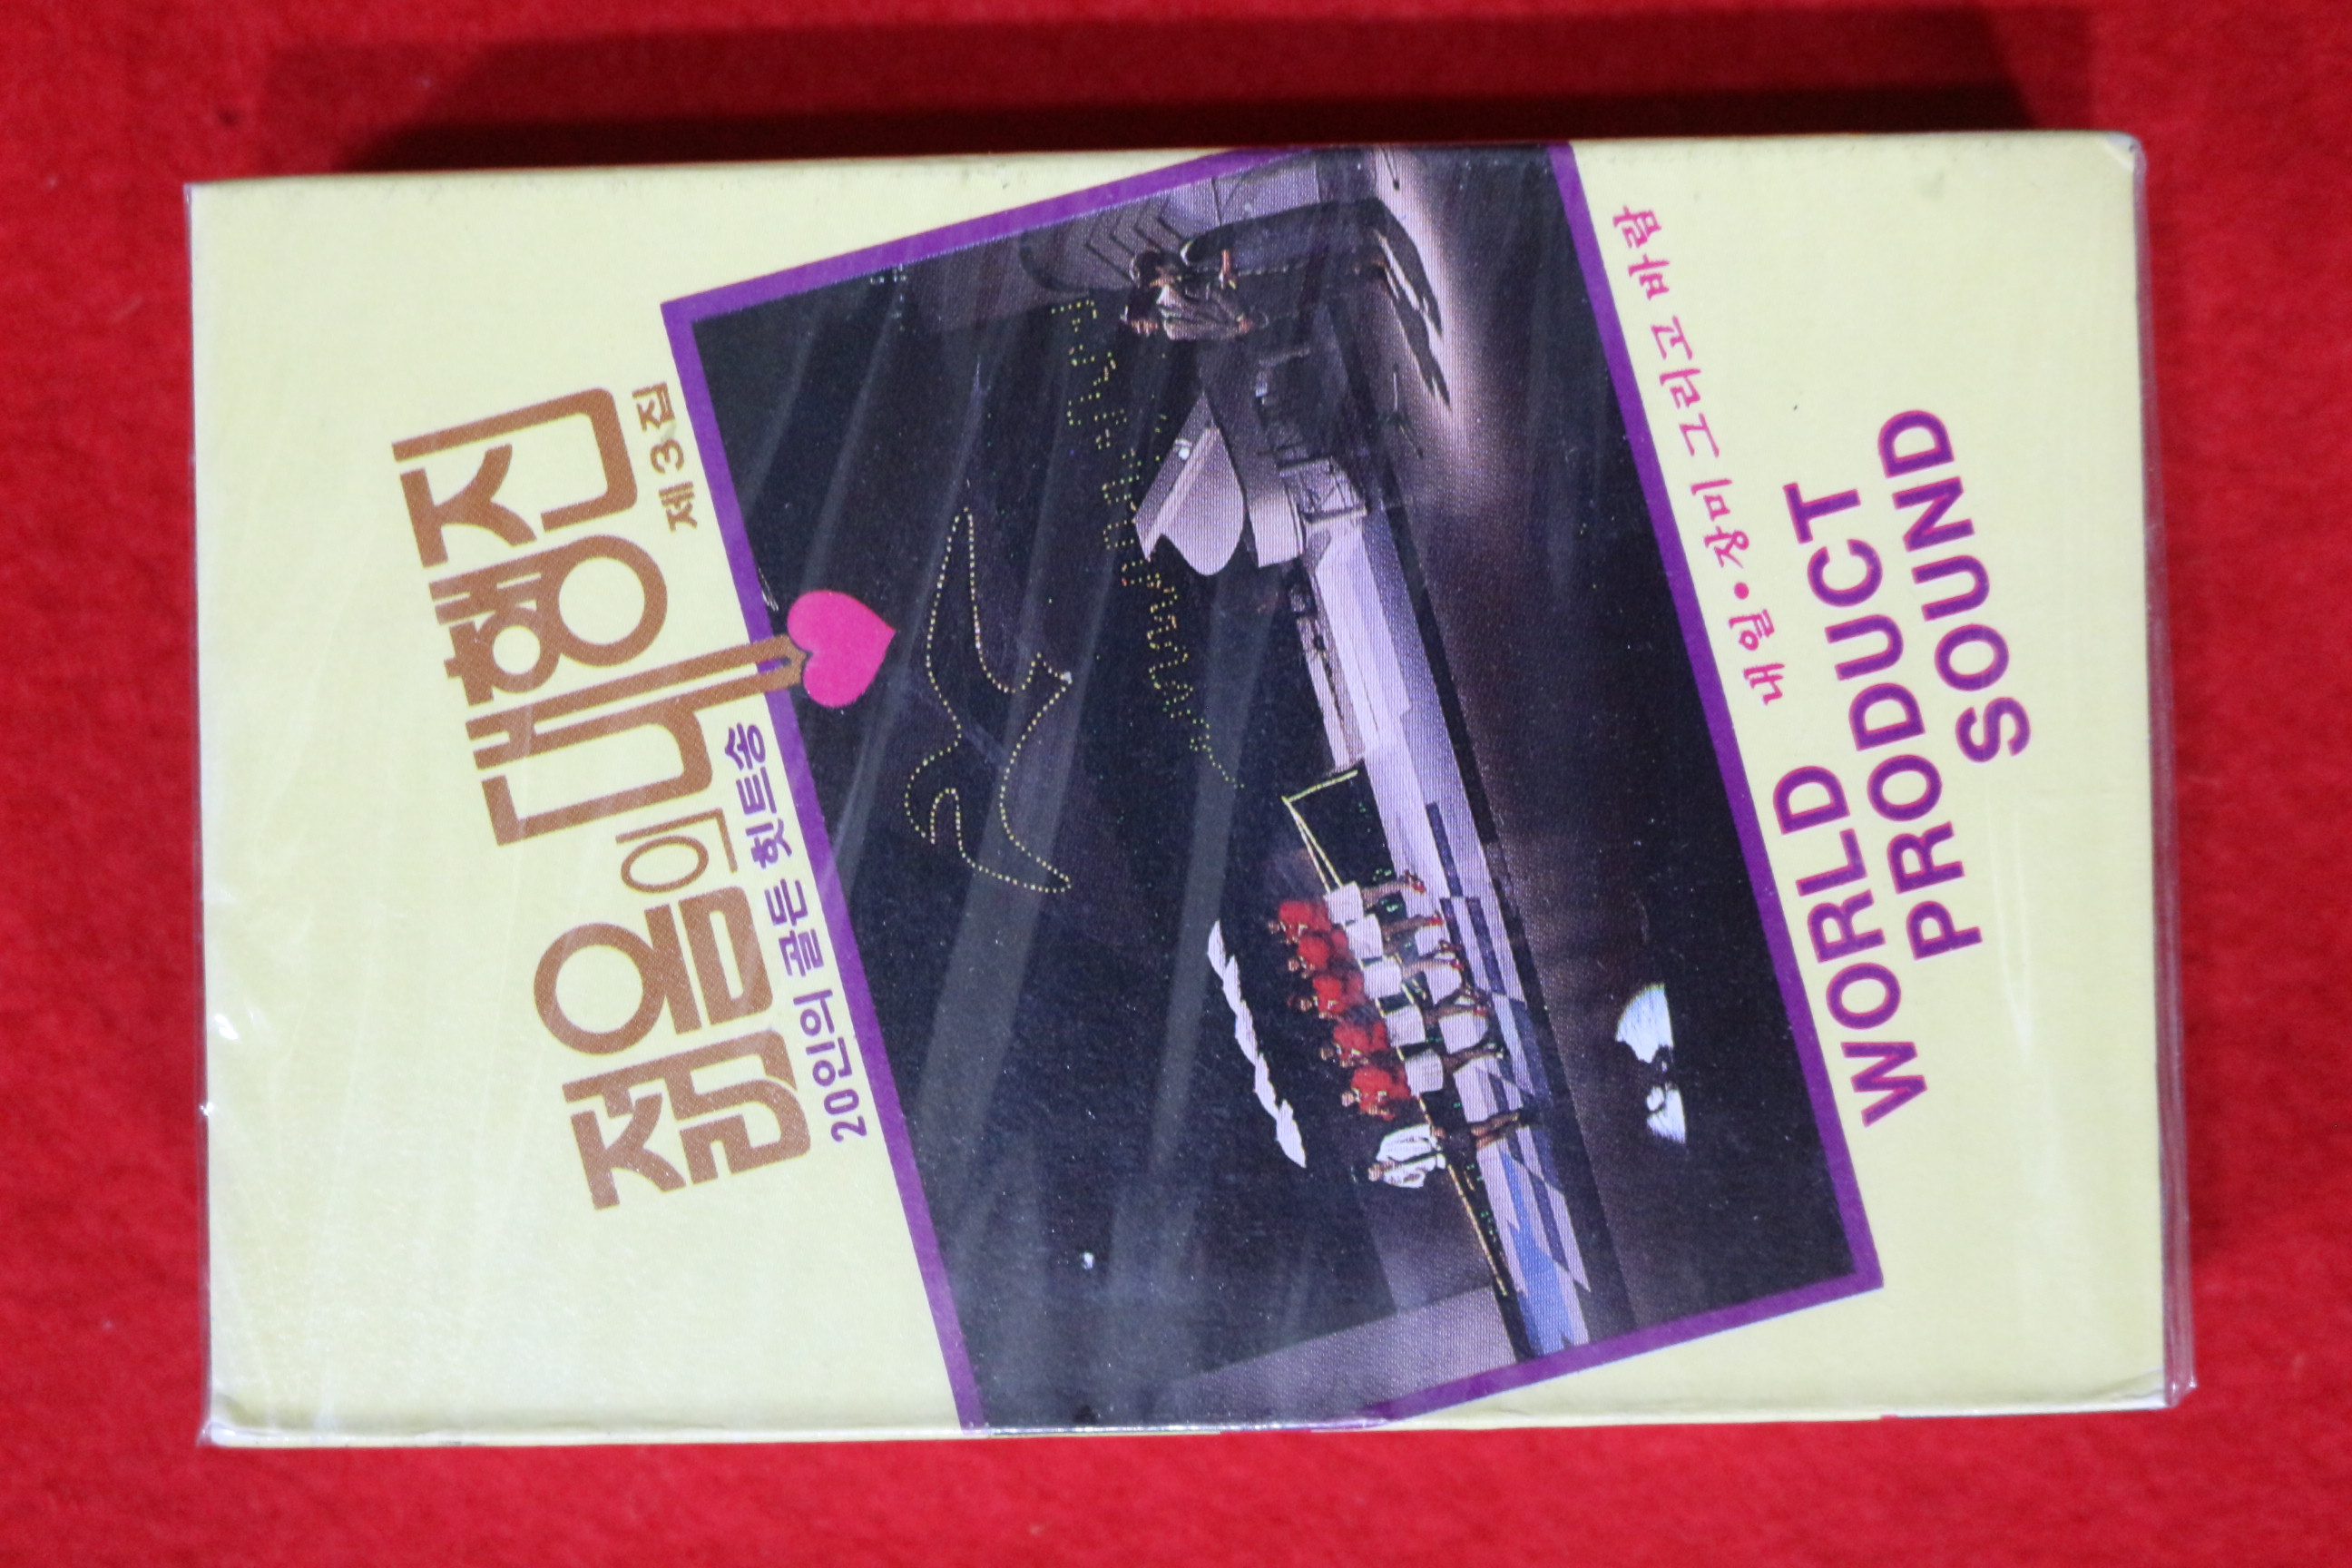 젊음의 대행진
제3집
20인의 골든 힛트송
내일·장미 그리고 바람
WORLD
PRODUCT
PRODUCT SOUND